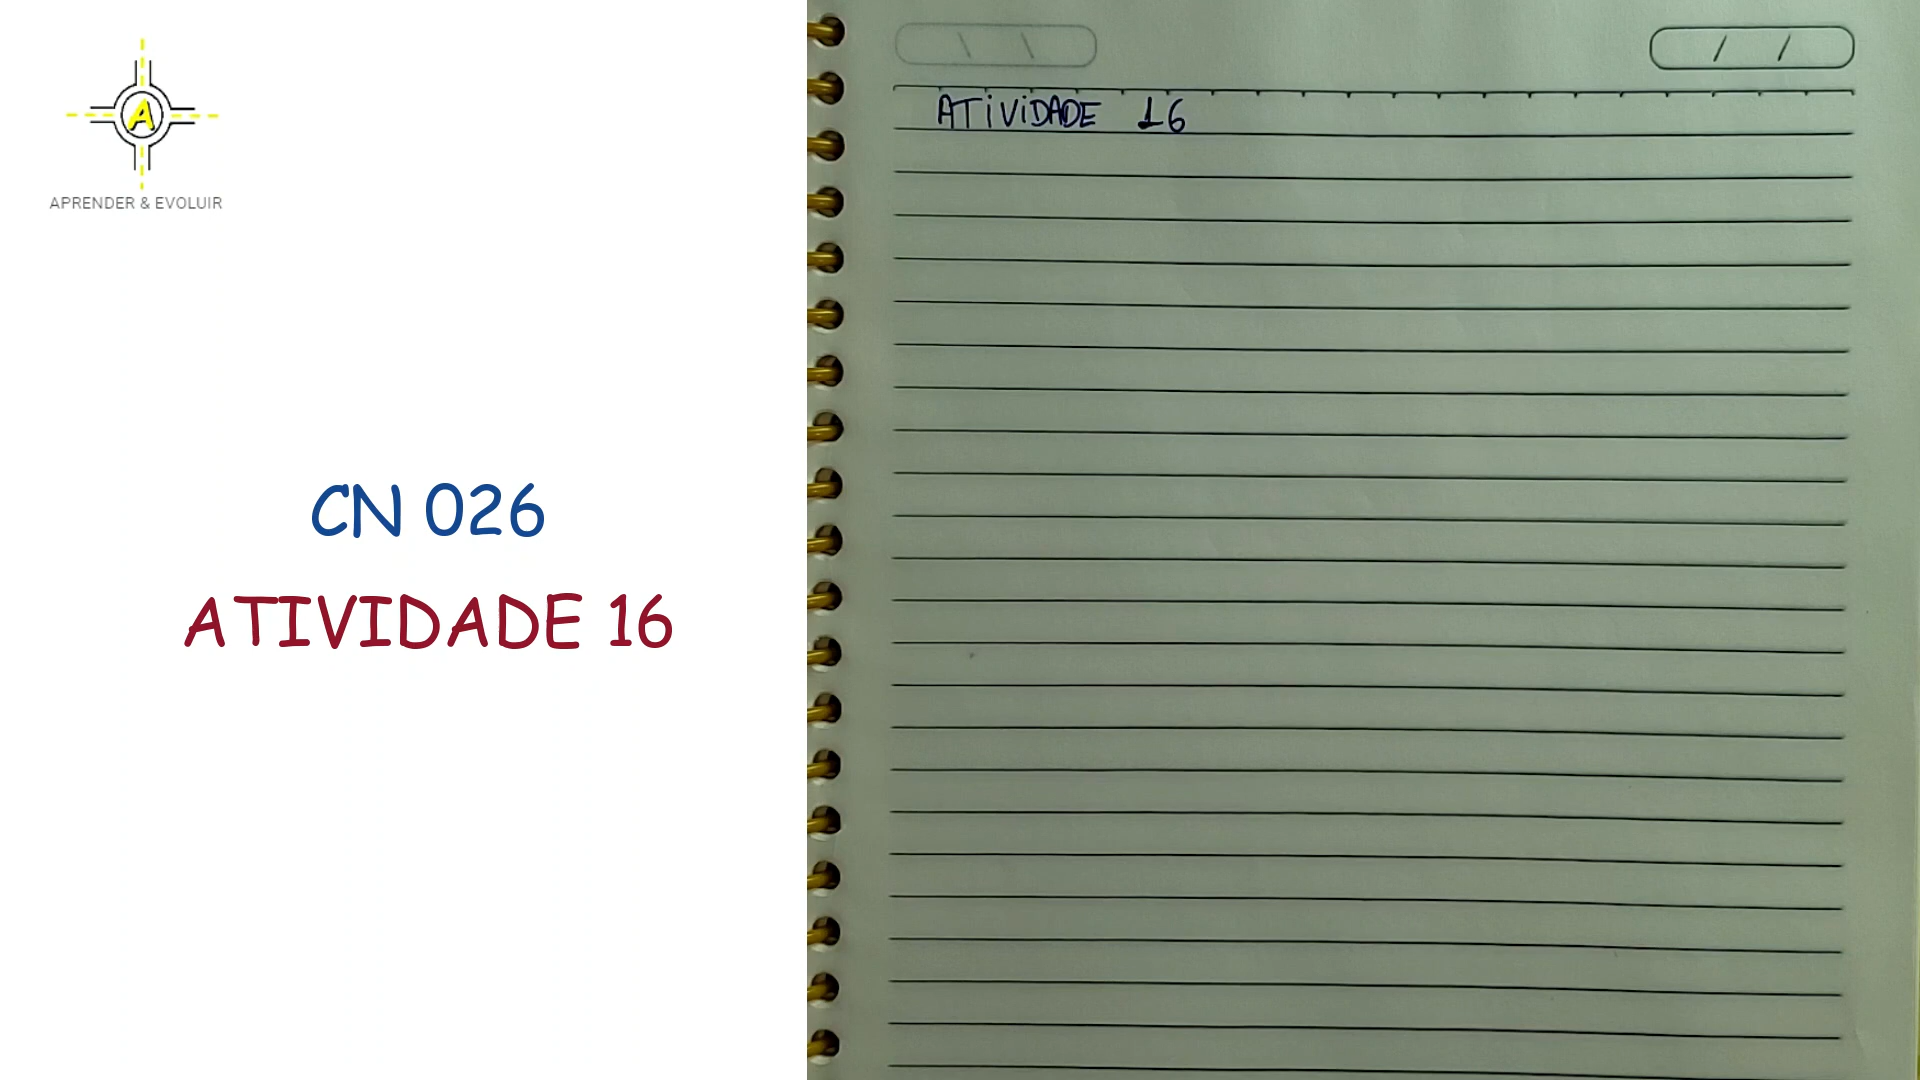 A
APRENDER & EVOLUIR
CN 026
ATIVIDADE 16
ATiViDADE 16